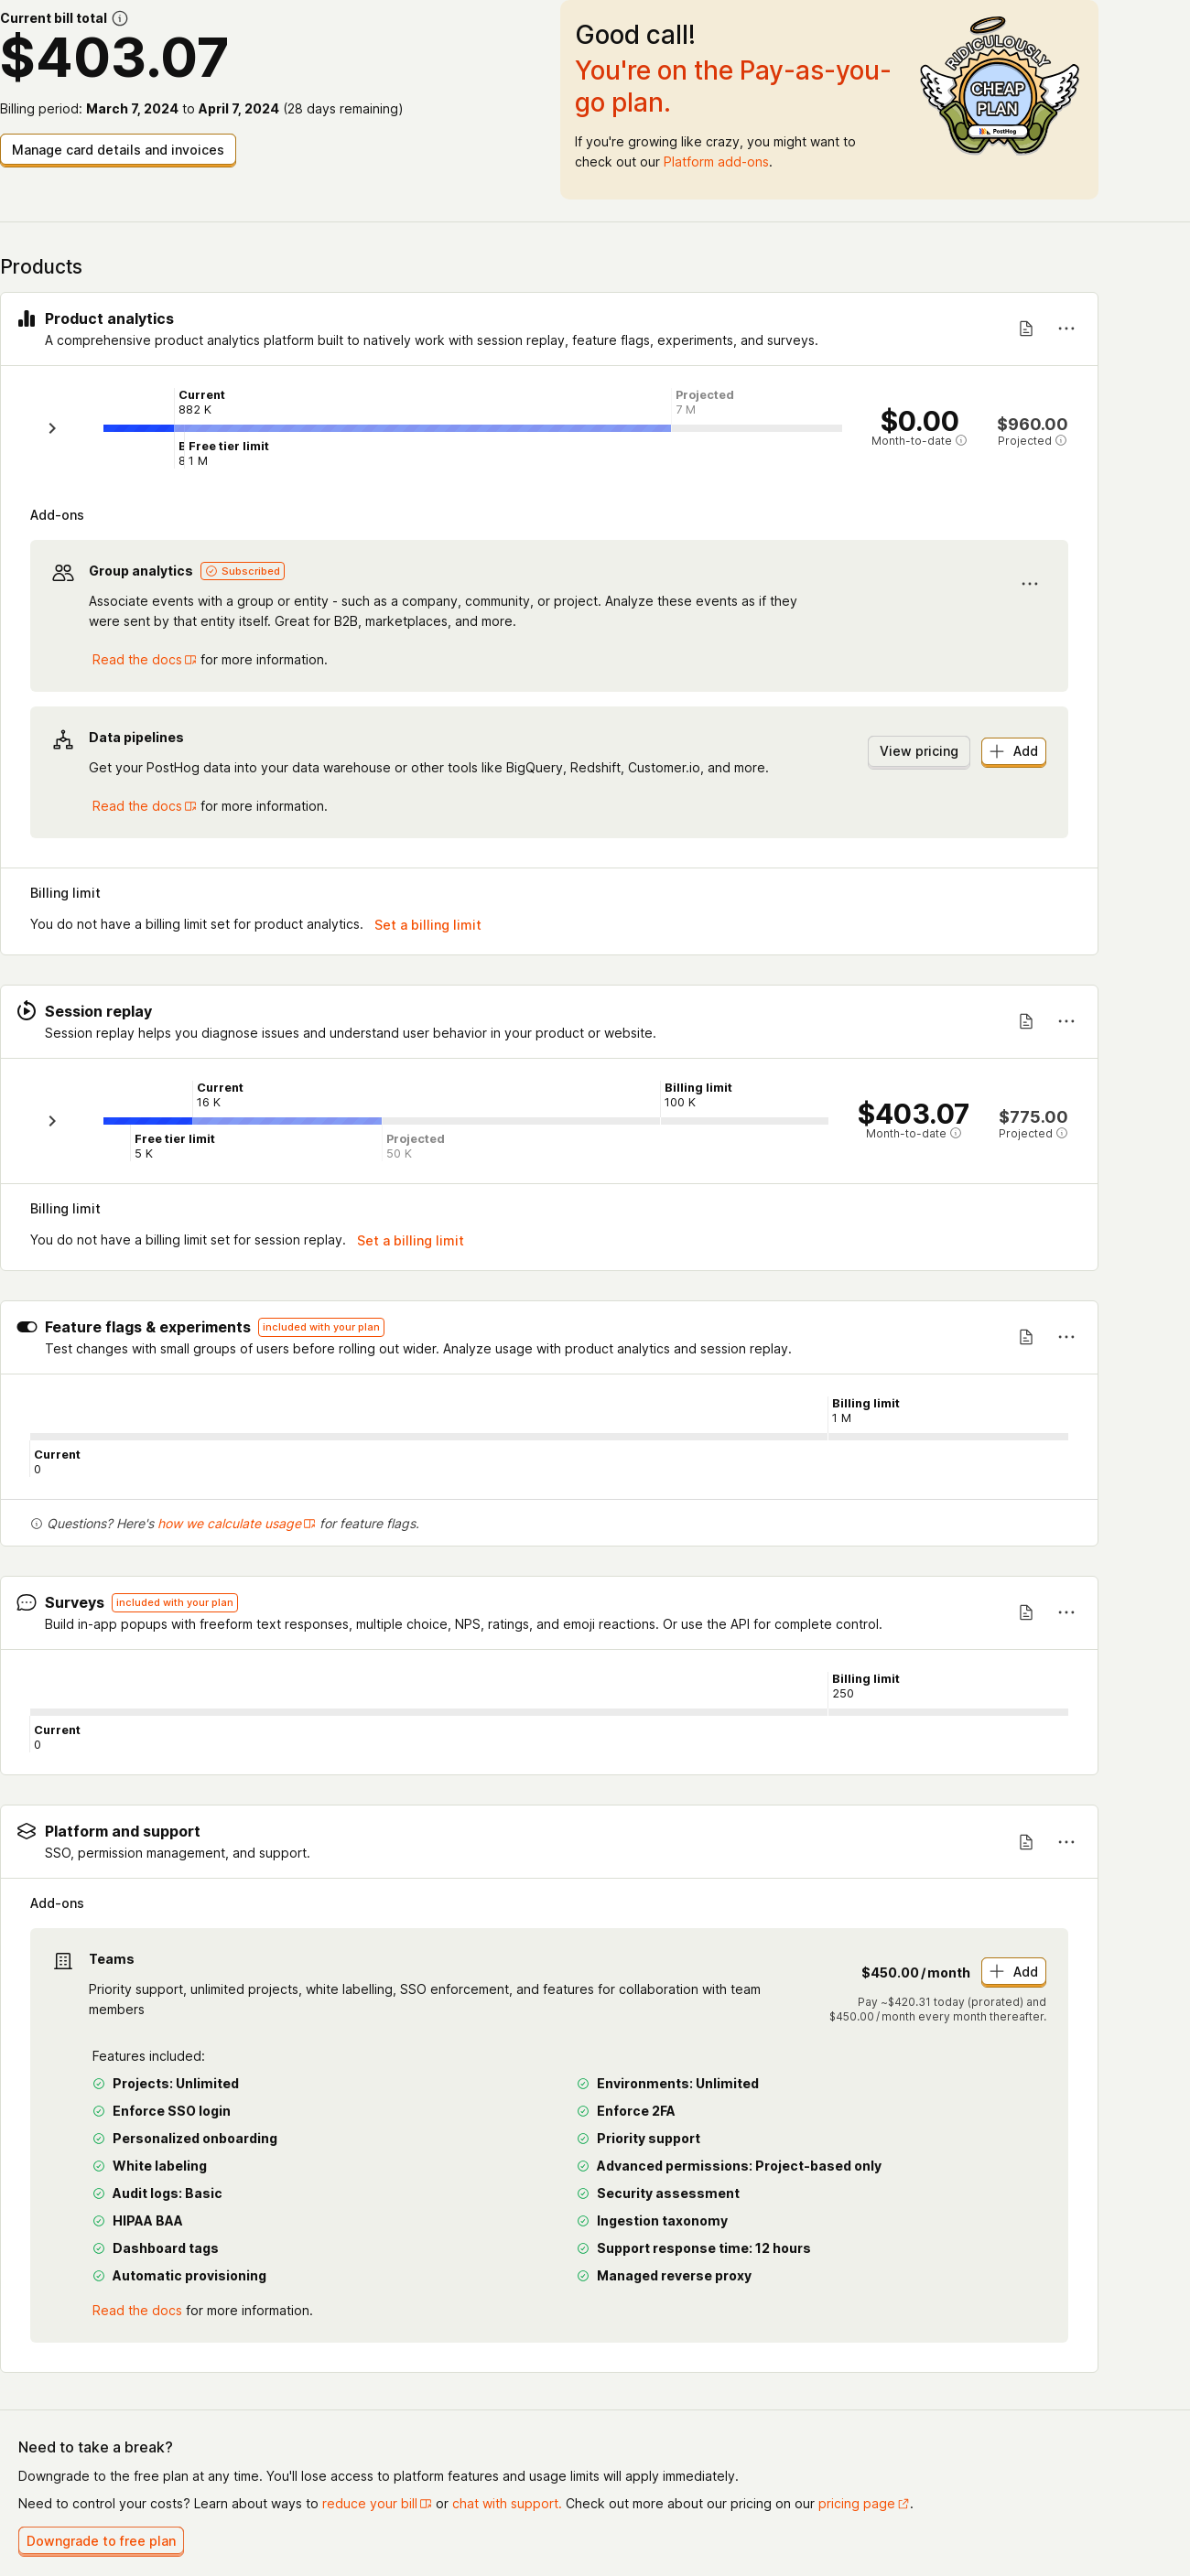 Current bill total
$403.07
Billing period: March 7, 2024 to April 7, 2024 (28 days remaining)
Manage card details and invoices
Good call!
You're on the Pay-as-you-
go plan.
If you're growing like crazy, you might want to
check out our Platform add-ons.
RIDICULOUSLY
CHEAP
PLAN
PostHog
Products
Product analytics
A comprehensive product analytics platform built to natively work with session replay, feature flags, experiments, and surveys.
Current
882 K
Projected
7 M
Free tier limit
1 M
$0.00
Month-to-date
$960.00
Projected
Add-ons
Group analytics Subscribed
Associate events with a group or entity - such as a company, community, or project. Analyze these events as if they
were sent by that entity itself. Great for B2B, marketplaces, and more.
Read the docs for more information.
Data pipelines
Get your PostHog data into your data warehouse or other tools like BigQuery, Redshift, Customer.io, and more.
View pricing
Add
Read the docs for more information.
Billing limit
You do not have a billing limit set for product analytics. Set a billing limit
Session replay
Session replay helps you diagnose issues and understand user behavior in your product or website.
Current
16 K
Billing limit
100 K
Free tier limit
5 K
Projected
50 K
$403.07
Month-to-date
$775.00
Projected
Billing limit
You do not have a billing limit set for session replay. Set a billing limit
Feature flags & experiments included with your plan
Test changes with small groups of users before rolling out wider. Analyze usage with product analytics and session replay.
Billing limit
1 M
Current
0
Questions? Here's how we calculate usage for feature flags.
Surveys included with your plan
Build in-app popups with freeform text responses, multiple choice, NPS, ratings, and emoji reactions. Or use the API for complete control.
Billing limit
250
Current
0
Platform and support
SSO, permission management, and support.
Add-ons
Teams
Priority support, unlimited projects, white labelling, SSO enforcement, and features for collaboration with team
members
$450.00/month
Add
Pay ~$420.31 today (prorated) and
$450.00/month every month thereafter.
Features included:
Projects: Unlimited
Environments: Unlimited
Enforce SSO login
Enforce 2FA
Personalized onboarding
Priority support
White labeling
Advanced permissions: Project-based only
Audit logs: Basic
Security assessment
HIPAA BAA
Ingestion taxonomy
Dashboard tags
Support response time: 12 hours
Automatic provisioning
Managed reverse proxy
Read the docs for more information.
Need to take a break?
Downgrade to the free plan at any time. You'll lose access to platform features and usage limits will apply immediately.
Need to control your costs? Learn about ways to reduce your bill or chat with support. Check out more about our pricing on our pricing page.
Downgrade to free plan